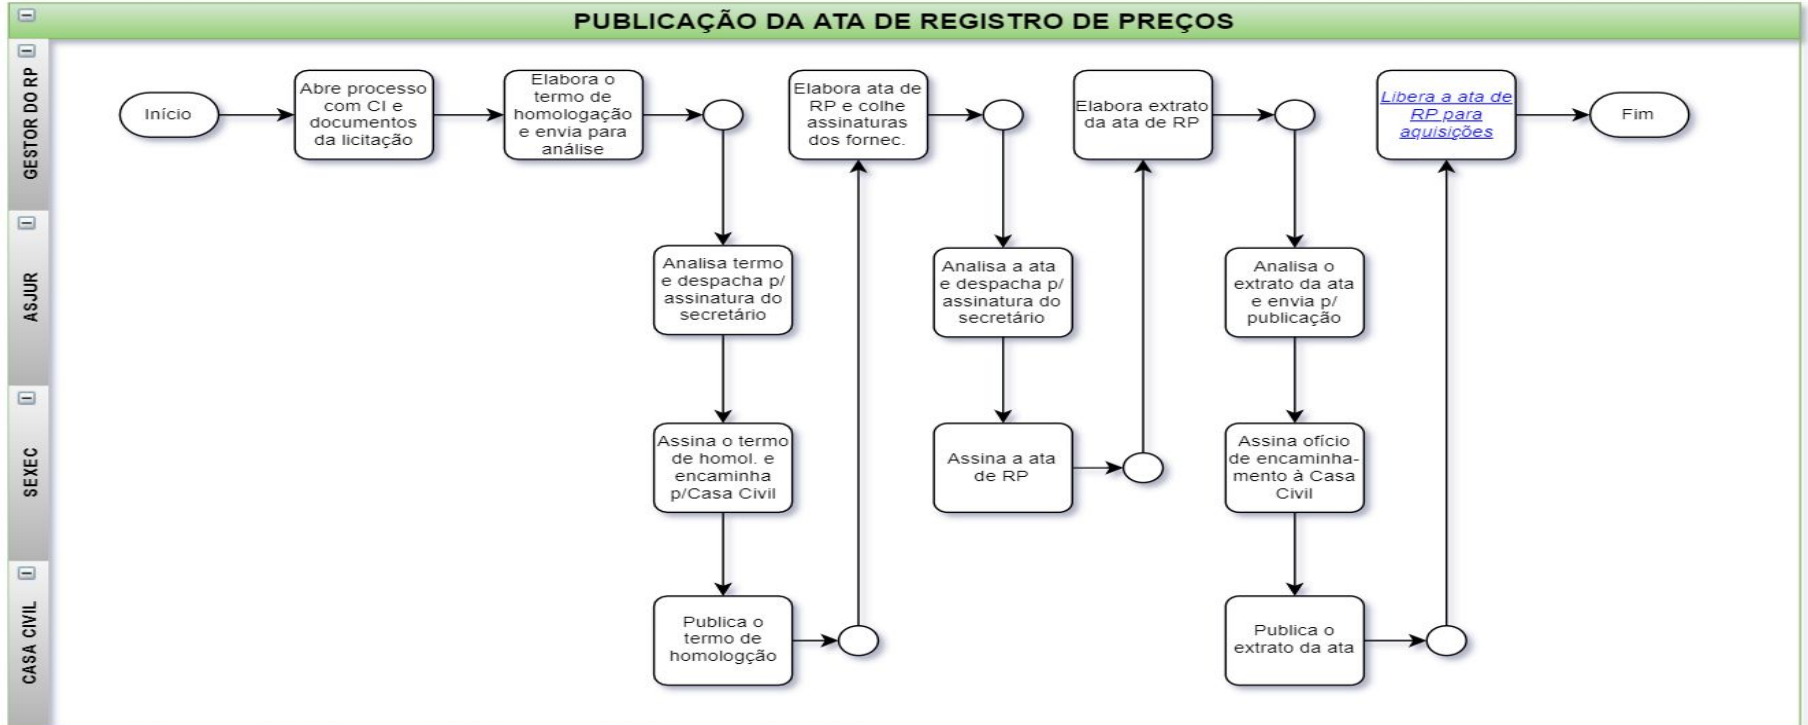 PUBLICAÇÃO DA ATA DE REGISTRO DE PREÇOS
GESTOR DO RP
Início
Abre processo
com CI e
documentos
da licitação
Elabora o
termo de
homologação
e envia para
análise
Elabora ata de
RP e colhe
assinaturas
dos fornec.
Elabora extrato
da ata de RP
Libera a ata de
RP para
aquisições
Fim
ASJUR
Analisa termo
e despacha p/
assinatura do
secretário
Analisa a ata
e despacha p/
assinatura do
secretário
Analisa o
extrato da ata
e envia p/
publicação
SEXEC
Assina o termo
de homol. e
encaminha
p/Casa Civil
Assina a ata
de RP
Assina ofício
de encaminha-
mento à Casa
Civil
CASA CIVIL
Publica o
termo de
homologção
Publica o
extrato da ata